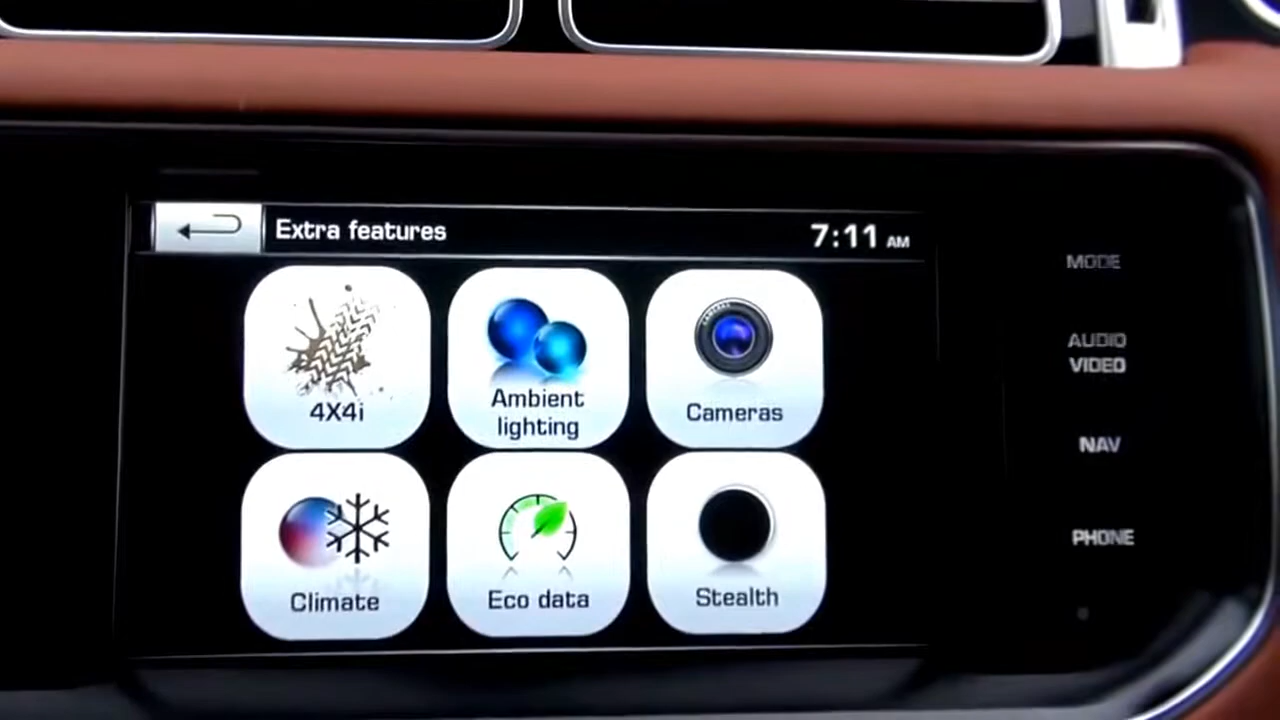 Extra features
7:11 AM
4X4i
Ambient
lighting
Cameras
Climate
Eco data
Stealth
MODE
AUDIO
VIDEO
NAV
PHONE